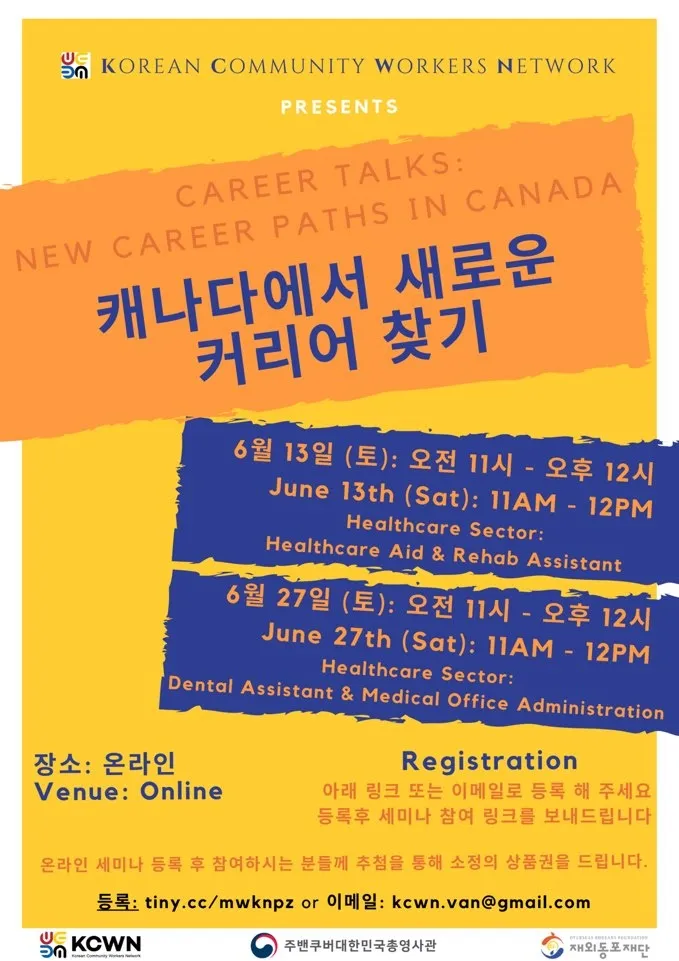 KOREAN COMMUNITY WORKERS NETWORK
PRESENTS
CAREER TALKS:
NEW CAREER PATHS IN CANADA
캐나다에서 새로운
커리어 찾기
6월 13일 (토): 오전 11시 - 오후 12시
June 13th (Sat): 11AM - 12PM
Healthcare Sector:
Healthcare Aid & Rehab Assistant
6월 27일 (토): 오전 11시 - 오후 12시
June 27th (Sat): 11AM - 12PM
Healthcare Sector:
Dental Assistant & Medical Office Administration
장소: 온라인
Venue: Online
Registration
아래 링크 또는 이메일로 등록 해 주세요
등록후 세미나 참여 링크를 보내드립니다
온라인 세미나 등록 후 참여하시는 분들께 추첨을 통해 소정의 상품권을 드립니다.
등록: tiny.cc/mwknpz or 이메일: kcwn.van@gmail.com
KCWN
Korean Community Workers Network
주밴쿠버대한민국총영사관
OVERSEAS KOREANS FOUNDATION
재외동포재단